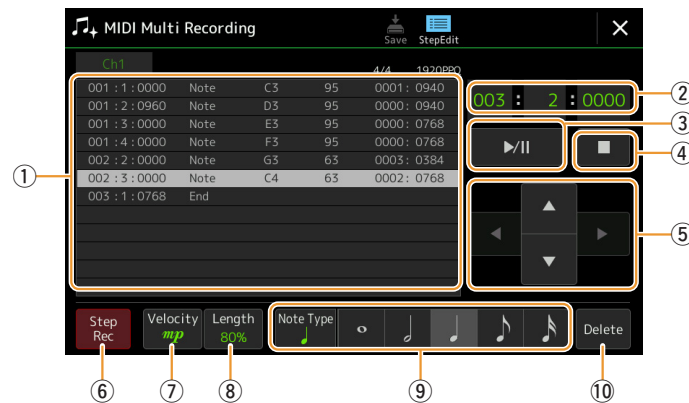 MIDI Multi Recording
Save
StepEdit
Ch1
4/4 1920PPQ
001 : 1 : 0000 Note C3 95 0001 : 0940
001 : 2 : 0960 Note D3 95 0000 : 0940
001 : 3 : 0000 Note E3 95 0000 : 0768
001 : 4 : 0000 Note F3 95 0000 : 0768
002 : 2 : 0000 Note G3 63 0003 : 0384
002 : 3 : 0000 Note C4 63 0002 : 0768
003 : 1 : 0768 End
003 : 2 : 0000
Step Rec
Velocity
mp
Length
80%
Note Type
Delete
①
②
③
④
⑤
⑥
⑦
⑧
⑨
⑩